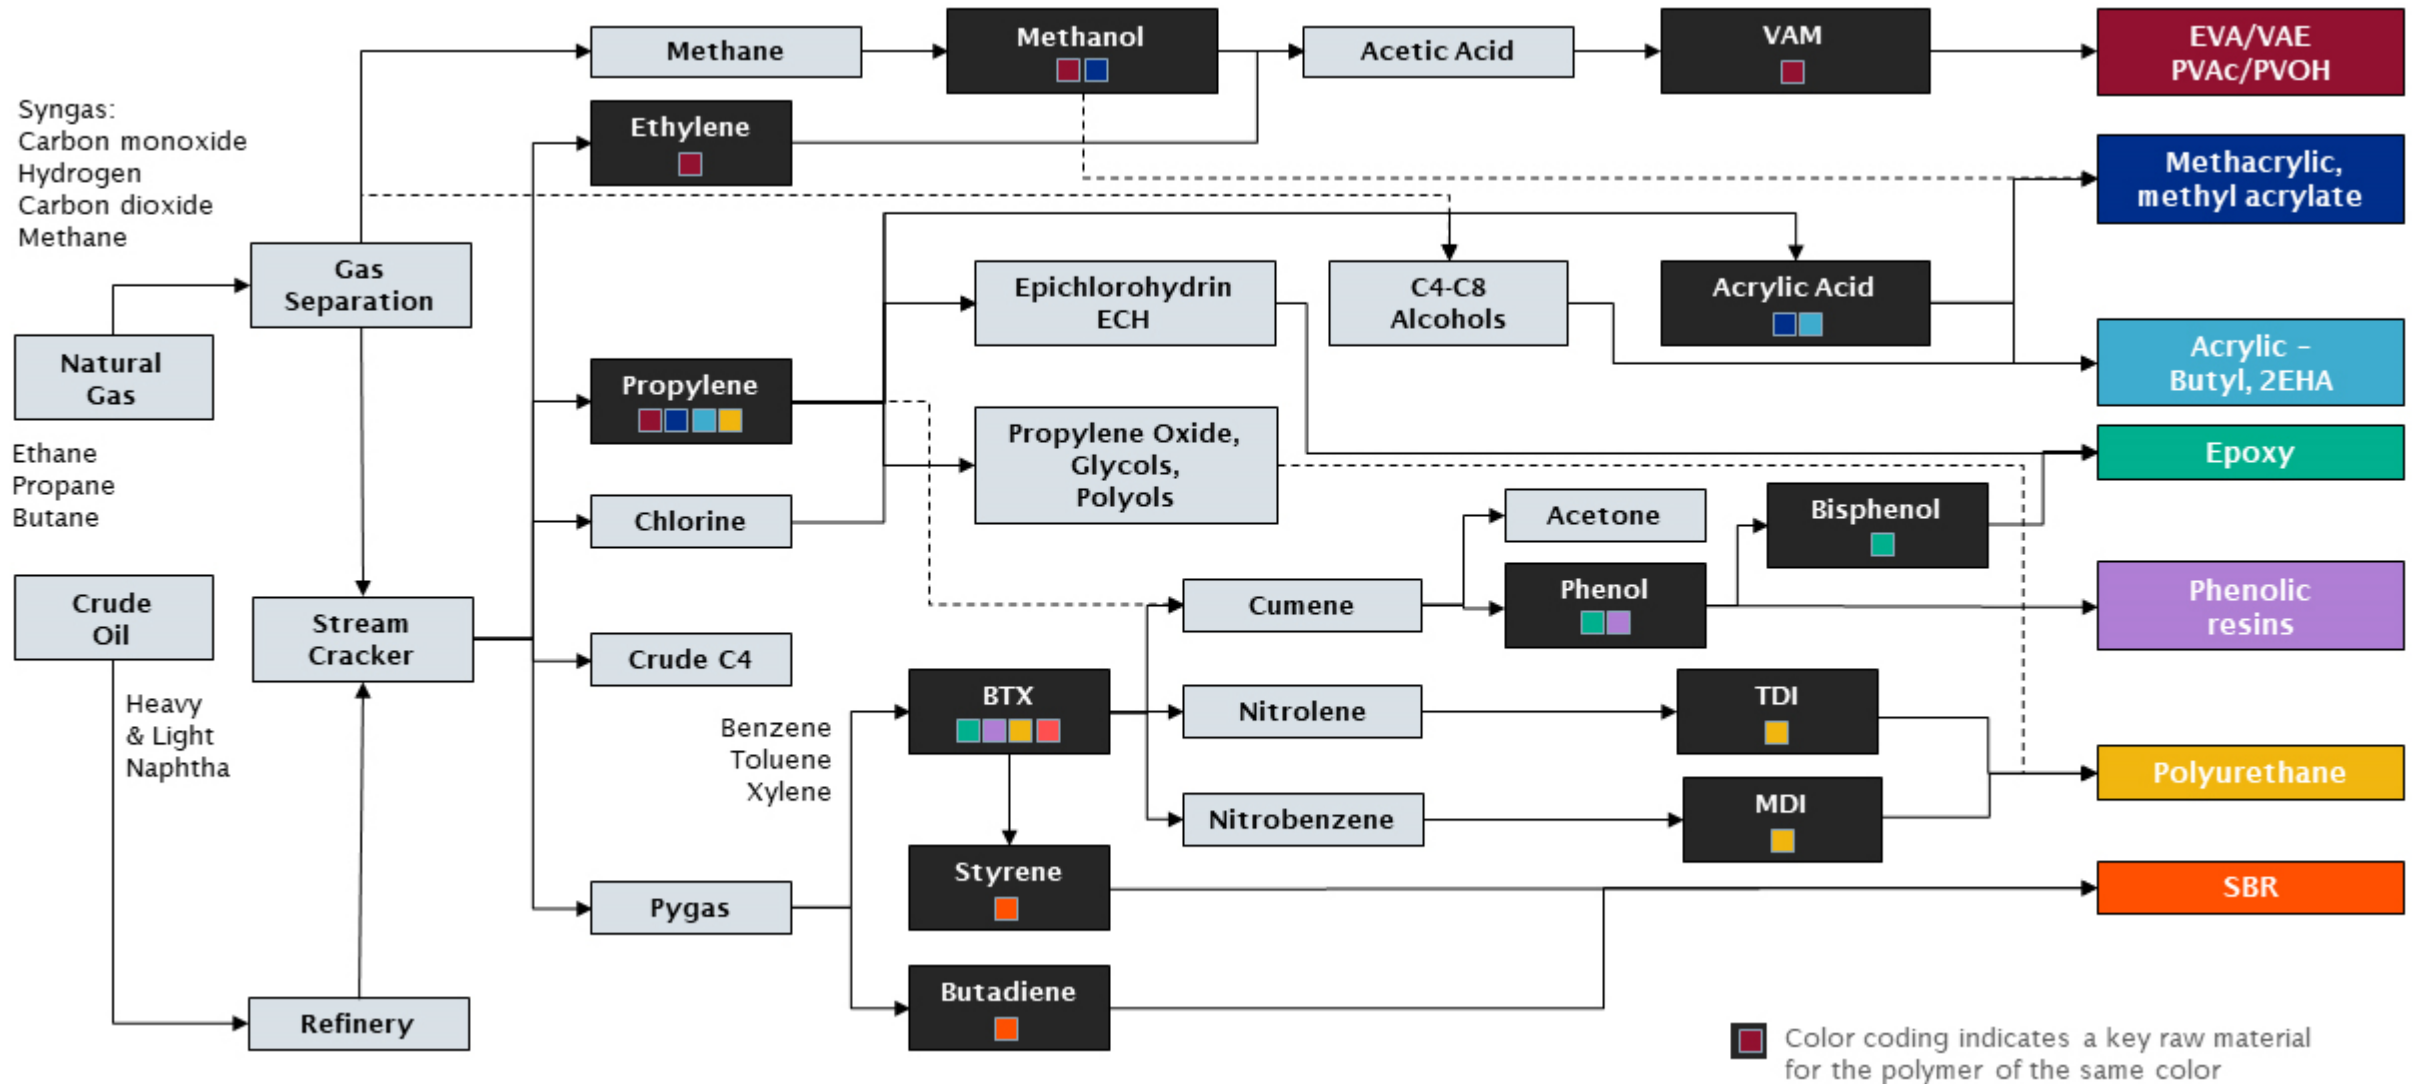 Methane
Methanol
Acetic Acid
VAM
EVA/VAE
PVAc/PVOH
Syngas:
Carbon monoxide
Hydrogen
Carbon dioxide
Methane
Ethylene
Methacrylic,
methyl acrylate
Gas
Separation
Epichlorohydrin
ECH
C4-C8
Alcohols
Acrylic Acid
Natural
Gas
Propylene
Acrylic –
Butyl, 2EHA
Ethane
Propane
Butane
Propylene Oxide,
Glycols,
Polyols
Epoxy
Chlorine
Acetone
Bisphenol
Crude
Oil
Stream
Cracker
Cumene
Phenol
Phenolic
resins
Crude C4
Heavy
& Light
Naphtha
Benzene
Toluene
Xylene
BTX
Nitrolene
TDI
Polyurethane
Nitrobenzene
MDI
Styrene
SBR
Pygas
Butadiene
Refinery
Color coding indicates a key raw material
for the polymer of the same color